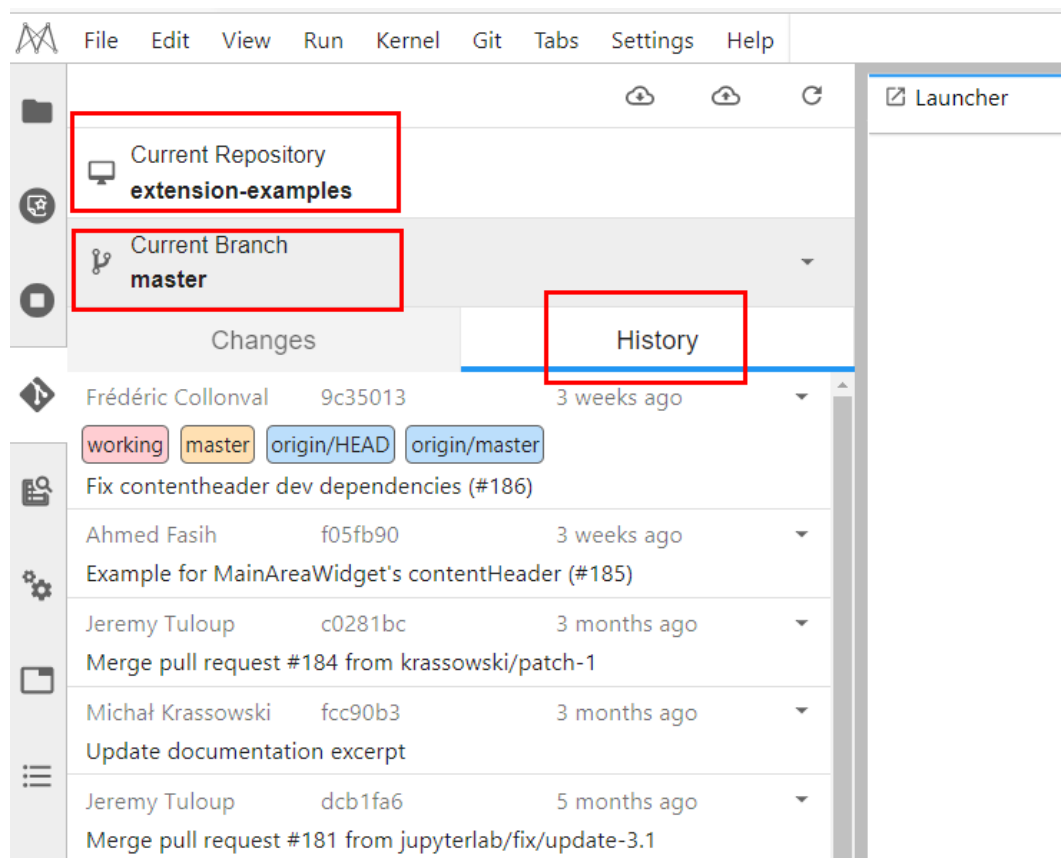 File Edit View Run Kernel Git Tabs Settings Help
Launcher
Current Repository
extension-examples
Current Branch
master
Changes History
Frédéric Collonval 9c35013 3 weeks ago
working master origin/HEAD origin/master
Fix contentheader dev dependencies (#186)
Ahmed Fasih f05fb90 3 weeks ago
Example for MainAreaWidget's contentHeader (#185)
Jeremy Tuloup c0281bc 3 months ago
Merge pull request #184 from krassowski/patch-1
Michał Krassowski fcc90b3 3 months ago
Update documentation excerpt
Jeremy Tuloup dcb1fa6 5 months ago
Merge pull request #181 from jupyterlab/fix/update-3.1